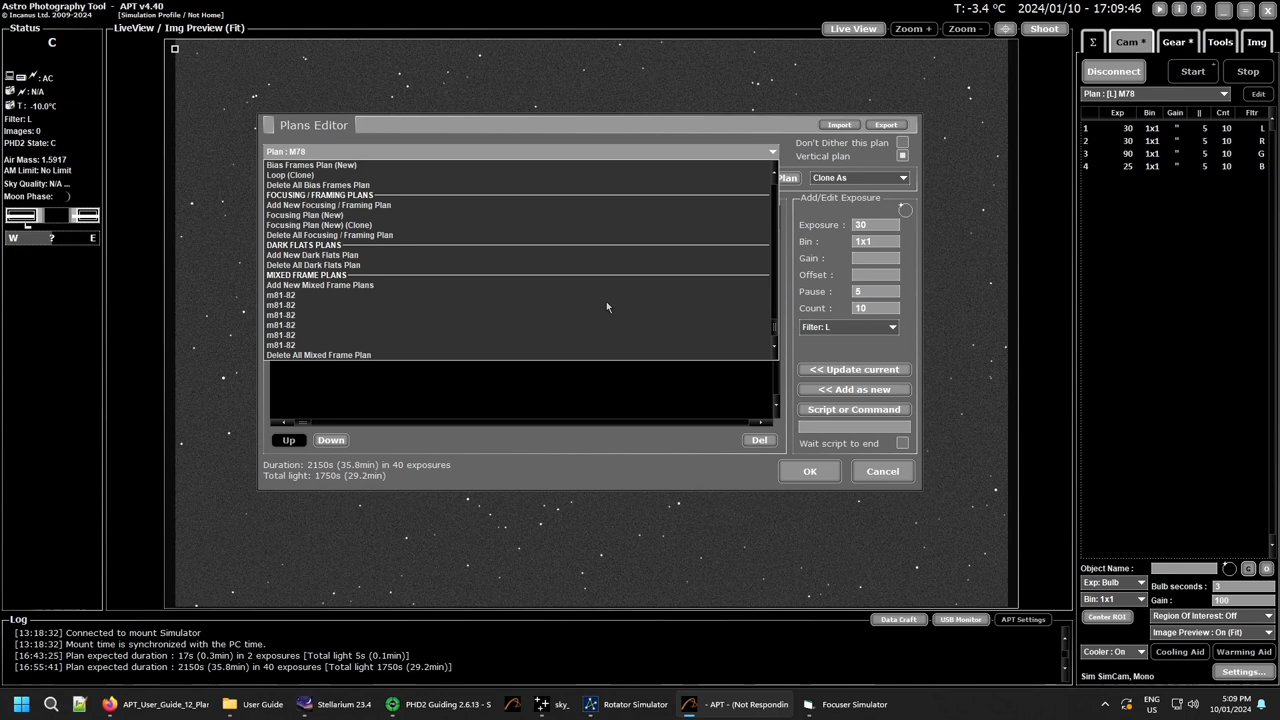 Astro Photography Tool - APT v4.40
© Incanus Ltd. 2009-2024 [Simulation Profile / Not Home]
T: -3.4 ºC 2024/01/10 - 17:09:46
Status
LiveView / Img Preview (Fit)
Live View Zoom + Zoom - Shoot
Σ Cam * Gear * Tools Img
C
: AC
: N/A
T : -10.0°C
Filter: L
Images: 0
PHD2 State: C
Air Mass: 1.5917
AM Limit: No Limit
Sky Quality: N/A ...
Moon Phase:
W ? E
Disconnect Start Stop
Plan : [L] M78 Edit
Exp Bin Gain || Cnt Fltr
1 30 1x1 " 5 10 L
2 30 1x1 " 5 10 R
3 90 1x1 " 5 10 G
4 25 1x1 " 5 10 B
Plans Editor Import Export
Plan : M78
Don't Dither this plan
Vertical plan
Plan Clone As
Bias Frames Plan (New)
Loop (Clone)
Delete All Bias Frames Plan
FOCUSING / FRAMING PLANS
Add New Focusing / Framing Plan
Focusing Plan (New)
Focusing Plan (New) (Clone)
Delete All Focusing / Framing Plan
DARK FLATS PLANS
Add New Dark Flats Plan
Delete All Dark Flats Plan
MIXED FRAME PLANS
Add New Mixed Frame Plans
m81-82
m81-82
m81-82
m81-82
m81-82
m81-82
Delete All Mixed Frame Plan
Add/Edit Exposure
Exposure : 30
Bin : 1x1
Gain :
Offset :
Pause : 5
Count : 10
Filter: L
<< Update current
<< Add as new
Script or Command
Wait script to end
Up Down Del
Duration: 2150s (35.8min) in 40 exposures
Total light: 1750s (29.2min)
OK Cancel
Object Name : G O
Exp: Bulb Bulb seconds : 3
Bin: 1x1 Gain : 100
Center ROI Region Of Interest: Off
Image Preview : On (Fit)
Cooler : On Cooling Aid Warming Aid
Sim SimCam, Mono Settings...
Log
Data Craft USB Monitor APT Settings
[13:18:32] Connected to mount Simulator
[13:18:32] Mount time is synchronized with the PC time.
[16:43:25] Plan expected duration : 17s (0.3min) in 2 exposures [Total light 5s (0.1min)]
[16:55:41] Plan expected duration : 2150s (35.8min) in 40 exposures [Total light 1750s (29.2min)]
APT_User_Guide_12_Plan User Guide Stellarium 23.4 PHD2 Guiding 2.6.13 - S sky_ Rotator Simulator - APT - (Not Respondin Focuser Simulator
ENG
US
5:09 PM
10/01/2024